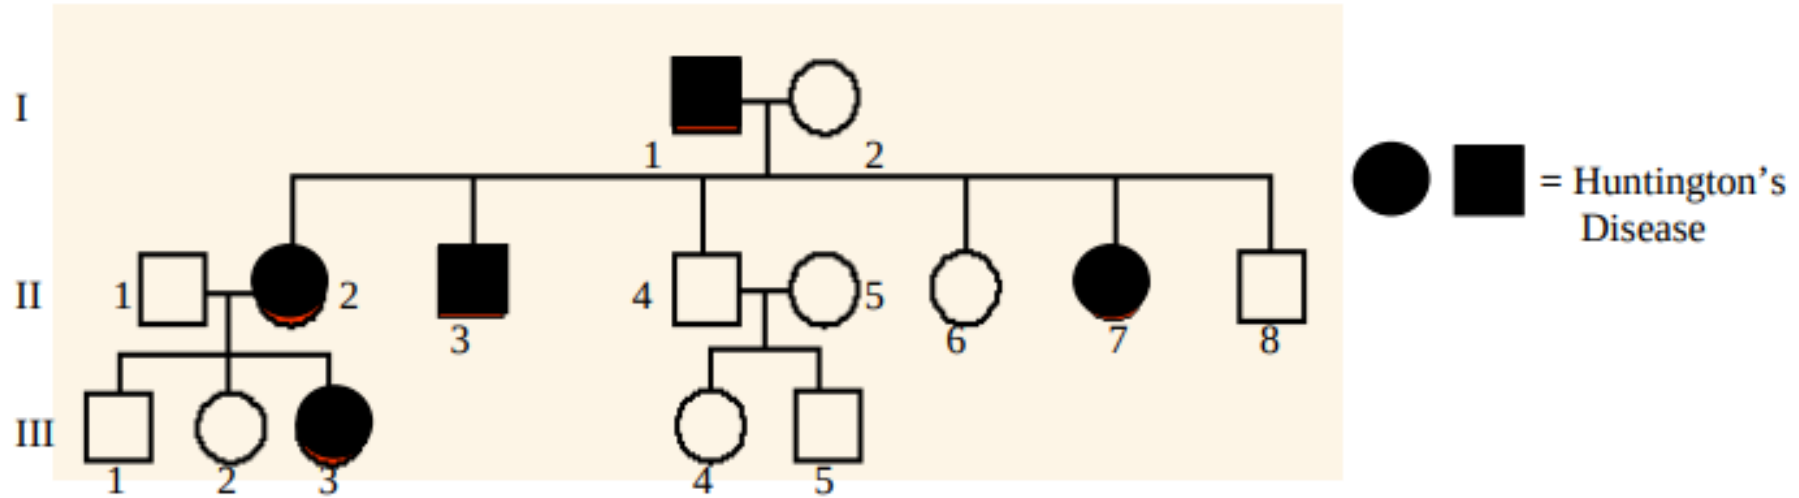 I
1 2
= Huntington’s
Disease
II 1 2 3 4 5 6 7 8
III
1 2 3 4 5